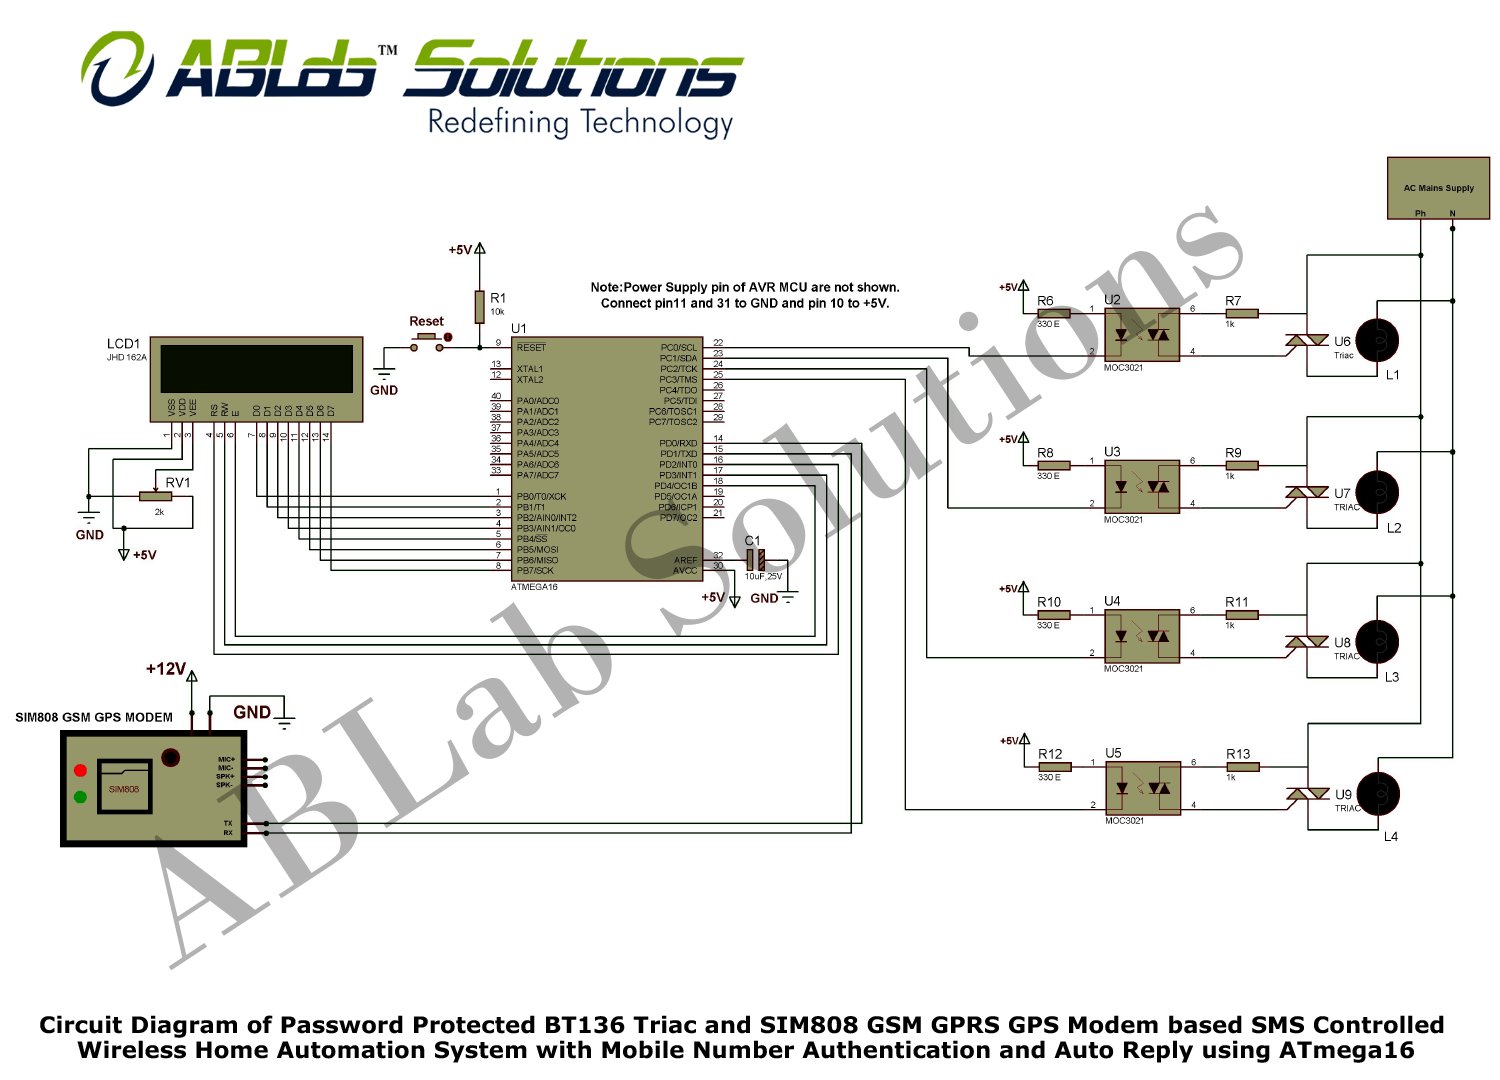 ABLab™ Solutions
Redefining Technology
AC Mains Supply
Ph N
+5V
R1
10k
Reset
GND
Note:Power Supply pin of AVR MCU are not shown.
Connect pin11 and 31 to GND and pin 10 to +5V.
LCD1
JHD 162A
VSS VDD VEE RS RW E D0 D1 D2 D3 D4 D5 D6 D7
1 2 3 4 5 6 7 8 9 10 11 12 13 14
RV1
2k
GND
+5V
U1
9 RESET
13 XTAL1
12 XTAL2
40 PA0/ADC0
39 PA1/ADC1
38 PA2/ADC2
37 PA3/ADC3
36 PA4/ADC4
35 PA5/ADC5
34 PA6/ADC6
33 PA7/ADC7
1 PB0/T0/XCK
2 PB1/T1
3 PB2/AIN0/INT2
4 PB3/AIN1/OC0
5 PB4/SS
6 PB5/MOSI
7 PB6/MISO
8 PB7/SCK
PC0/SCL 22
PC1/SDA 23
PC2/TCK 24
PC3/TMS 25
PC4/TDO 26
PC5/TDI 27
PC6/TOSC1 28
PC7/TOSC2 29
PD0/RXD 14
PD1/TXD 15
PD2/INT0 16
PD3/INT1 17
PD4/OC1B 18
PD5/OC1A 19
PD6/ICP1 20
PD7/OC2 21
AREF 32
AVCC 30
ATMEGA16
C1
10uF,25V
+5V
GND
+5V
R6
330 E
1
2
U2
MOC3021
6
4
R7
1k
U6
Triac
L1
+5V
R8
330 E
1
2
U3
MOC3021
6
4
R9
1k
U7
TRIAC
L2
+5V
R10
330 E
1
2
U4
MOC3021
6
4
R11
1k
U8
TRIAC
L3
+5V
R12
330 E
1
2
U5
MOC3021
6
4
R13
1k
U9
TRIAC
L4
+12V
GND
SIM808 GSM GPS MODEM
SIM808
MIC+
MIC-
SPK+
SPK-
TX
RX
ABLab Solutions
Circuit Diagram of Password Protected BT136 Triac and SIM808 GSM GPRS GPS Modem based SMS Controlled
Wireless Home Automation System with Mobile Number Authentication and Auto Reply using ATmega16